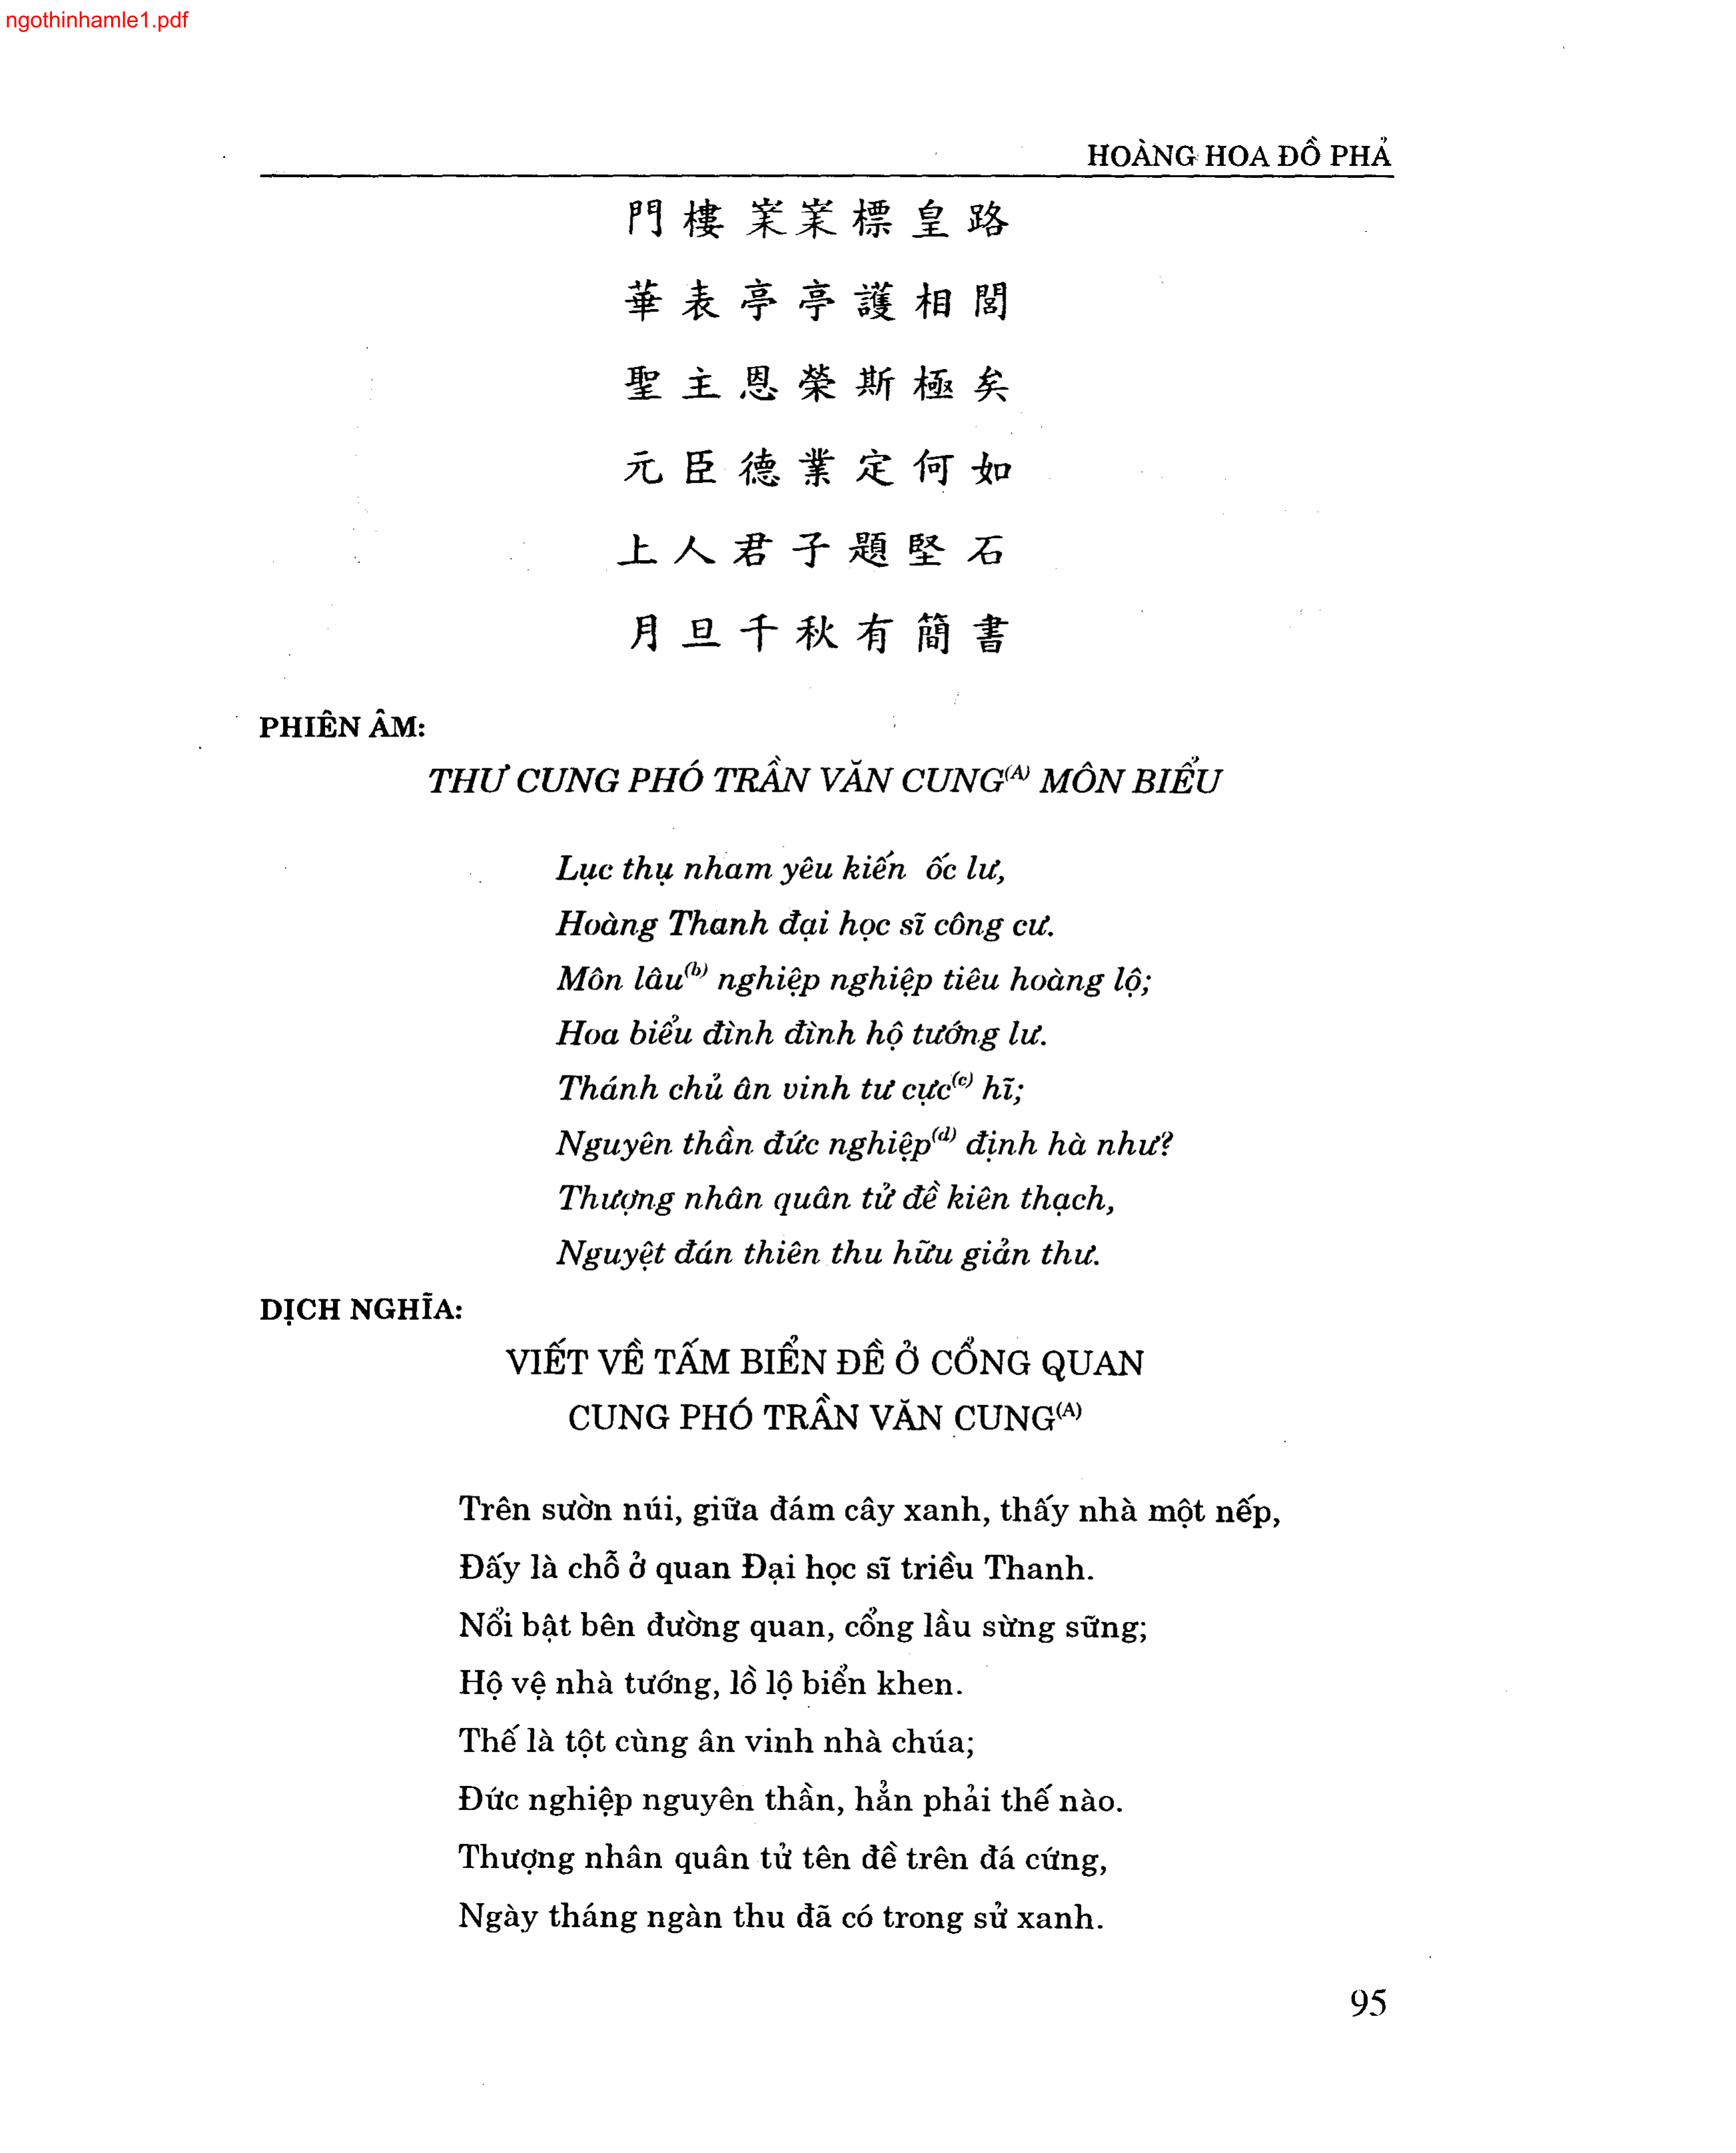 ngothinhamle1.pdf
HOÀNG HOA ĐỒ PHẢ
門樓嶪嶪標皇路
華表亭亭護相閭
聖主恩榮斯極矣
元臣德業定何如
上人君子題堅石
月旦千秋有簡書
PHIÊN ÂM:
THƯ CUNG PHÓ TRẦN VĂN CUNG(A) MÔN BIỂU
Lục thụ nham yêu kiến ốc lư,
Hoàng Thanh đại học sĩ công cư.
Môn lâu(b) nghiệp nghiệp tiêu hoàng lộ;
Hoa biểu đình đình hộ tướng lư.
Thánh chủ ân vinh tư cực(c) hĩ;
Nguyên thần đức nghiệp(d) định hà như?
Thượng nhân quân tử đề kiên thạch,
Nguyệt đán thiên thu hữu giản thư.
DỊCH NGHĨA:
VIẾT VỀ TẤM BIỂN ĐỀ Ở CỔNG QUAN
CUNG PHÓ TRẦN VĂN CUNG(A)
Trên sườn núi, giữa đám cây xanh, thấy nhà một nếp,
Đấy là chỗ ở quan Đại học sĩ triều Thanh.
Nổi bật bên đường quan, cổng lầu sừng sững;
Hộ vệ nhà tướng, lồ lộ biển khen.
Thế là tột cùng ân vinh nhà chúa;
Đức nghiệp nguyên thần, hẳn phải thế nào.
Thượng nhân quân tử tên đề trên đá cứng,
Ngày tháng ngàn thu đã có trong sử xanh.
95